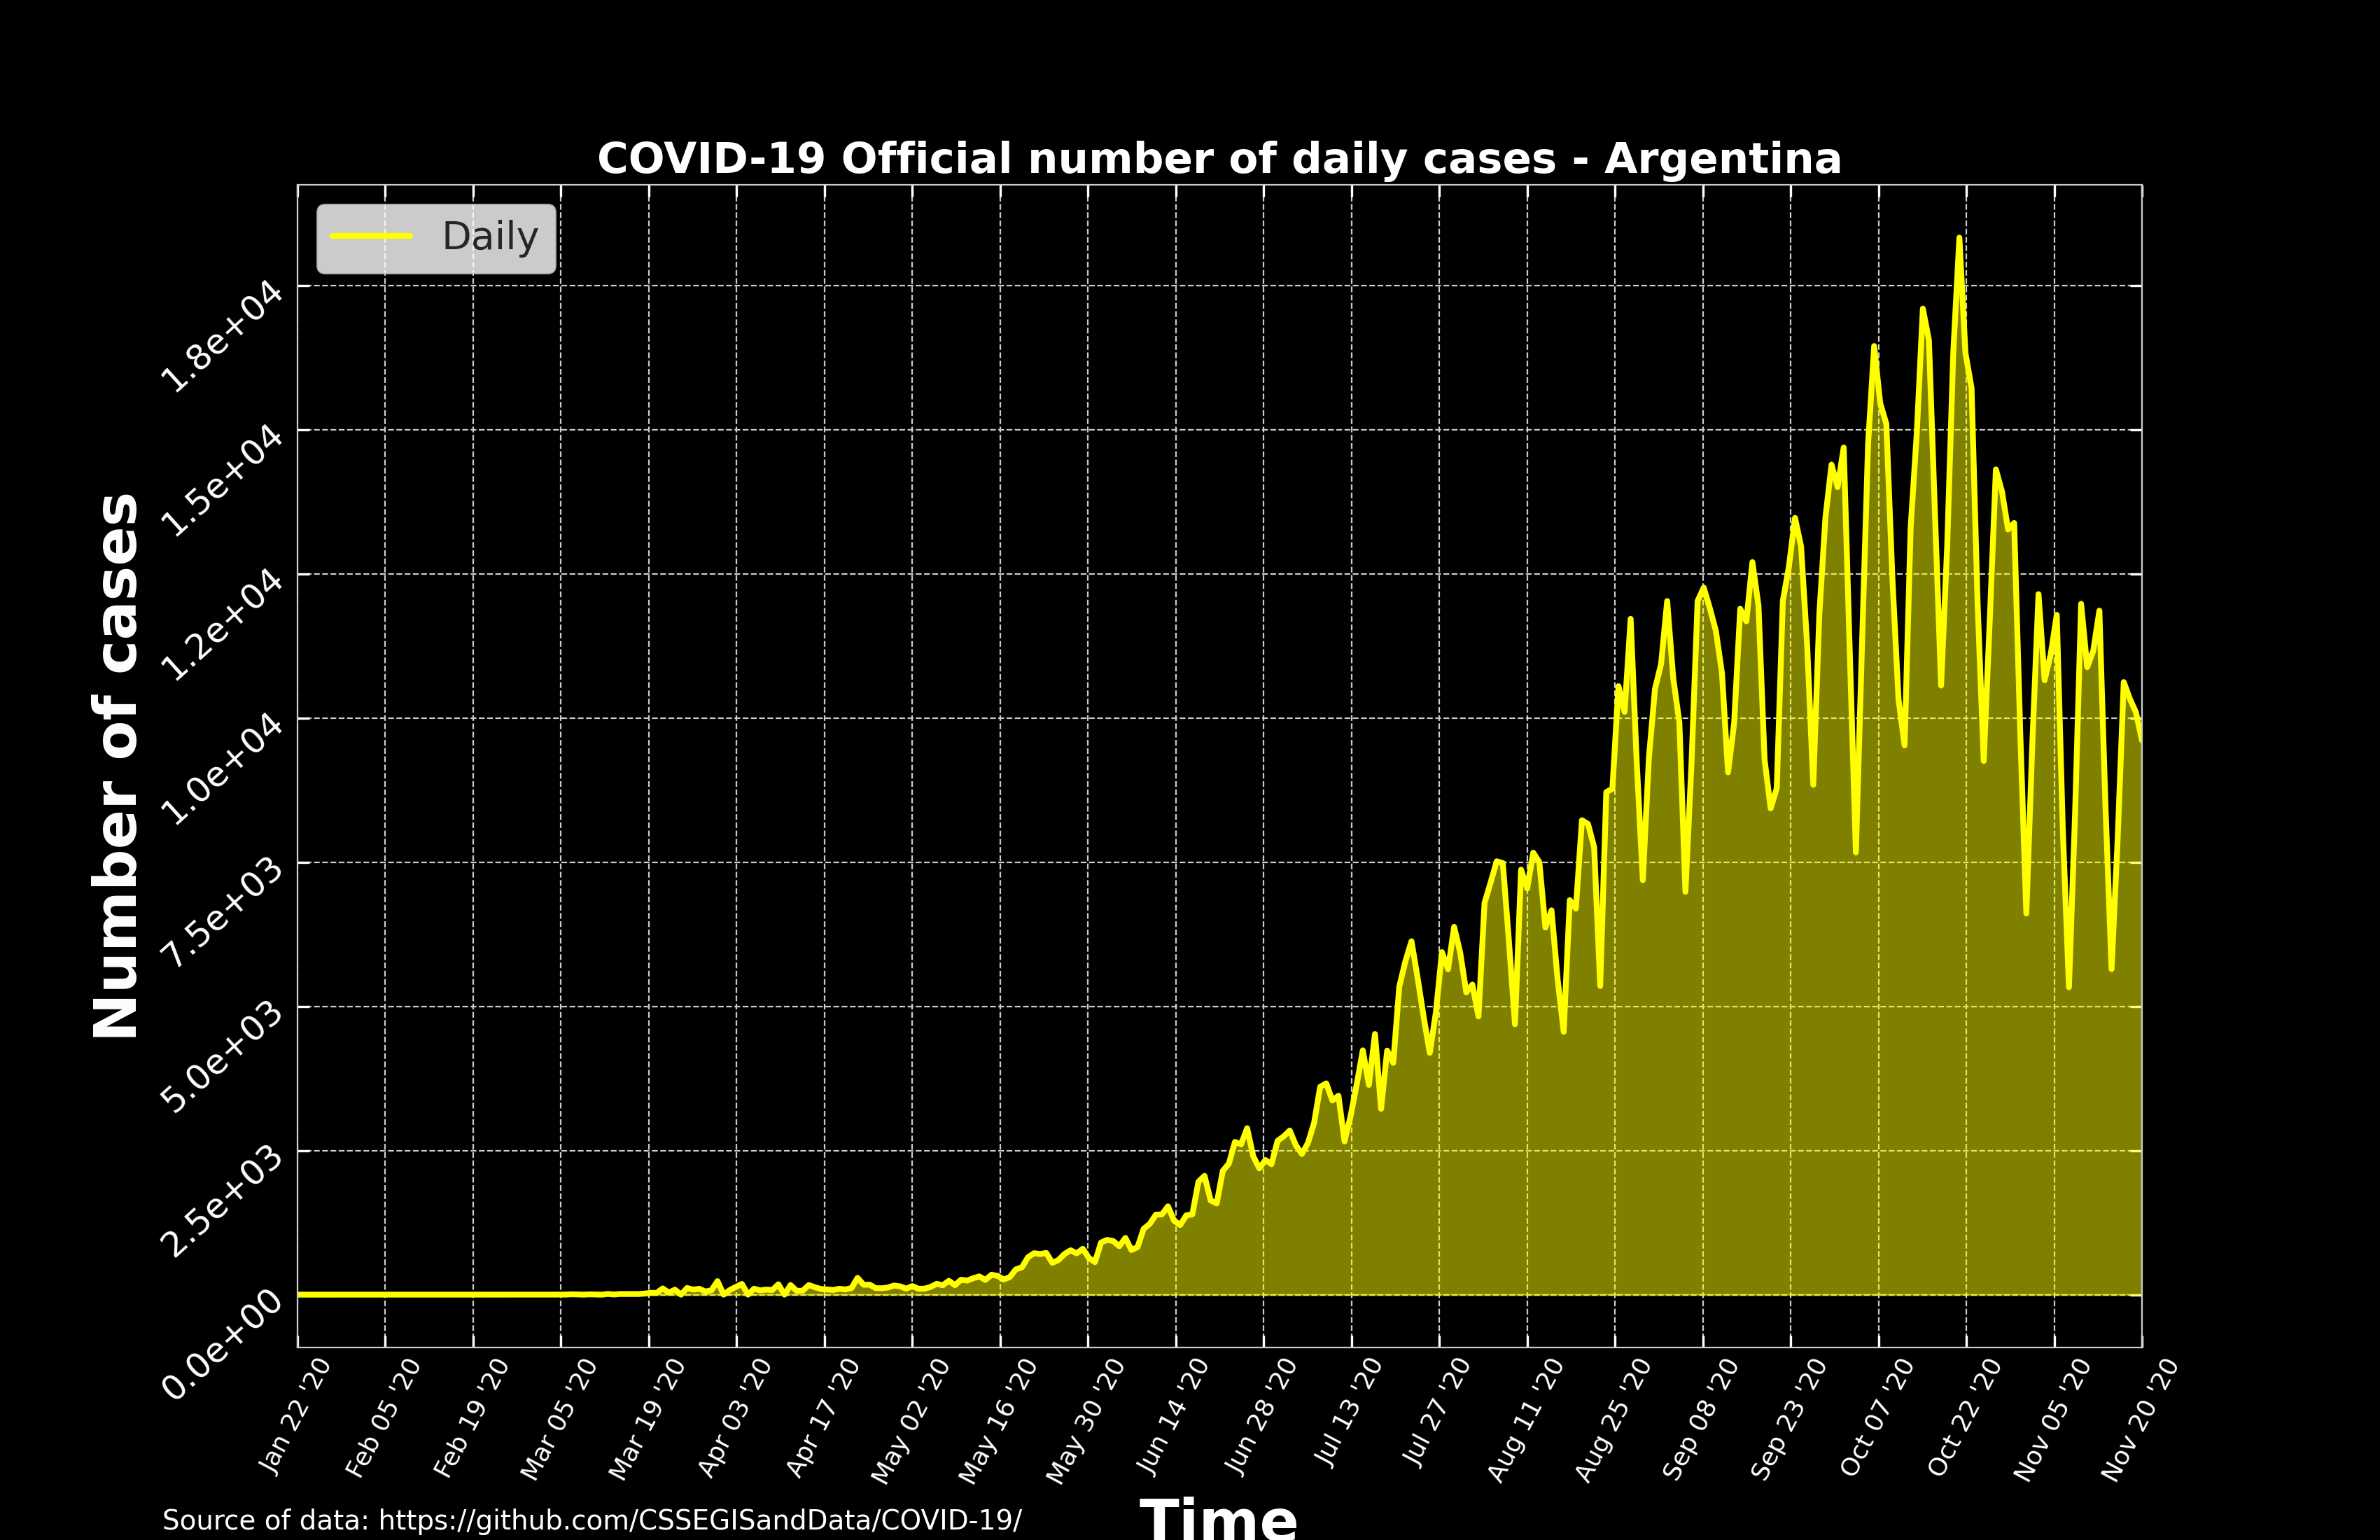 COVID-19 Official number of daily cases - Argentina
Daily
Number of cases
1.8e+04
1.5e+04
1.2e+04
1.0e+04
7.5e+03
5.0e+03
2.5e+03
0.0e+00
Jan 22 '20
Feb 05 '20
Feb 19 '20
Mar 05 '20
Mar 19 '20
Apr 03 '20
Apr 17 '20
May 02 '20
May 16 '20
May 30 '20
Jun 14 '20
Jun 28 '20
Jul 13 '20
Jul 27 '20
Aug 11 '20
Aug 25 '20
Sep 08 '20
Sep 23 '20
Oct 07 '20
Oct 22 '20
Nov 05 '20
Nov 20 '20
Time
Source of data: https://github.com/CSSEGISandData/COVID-19/